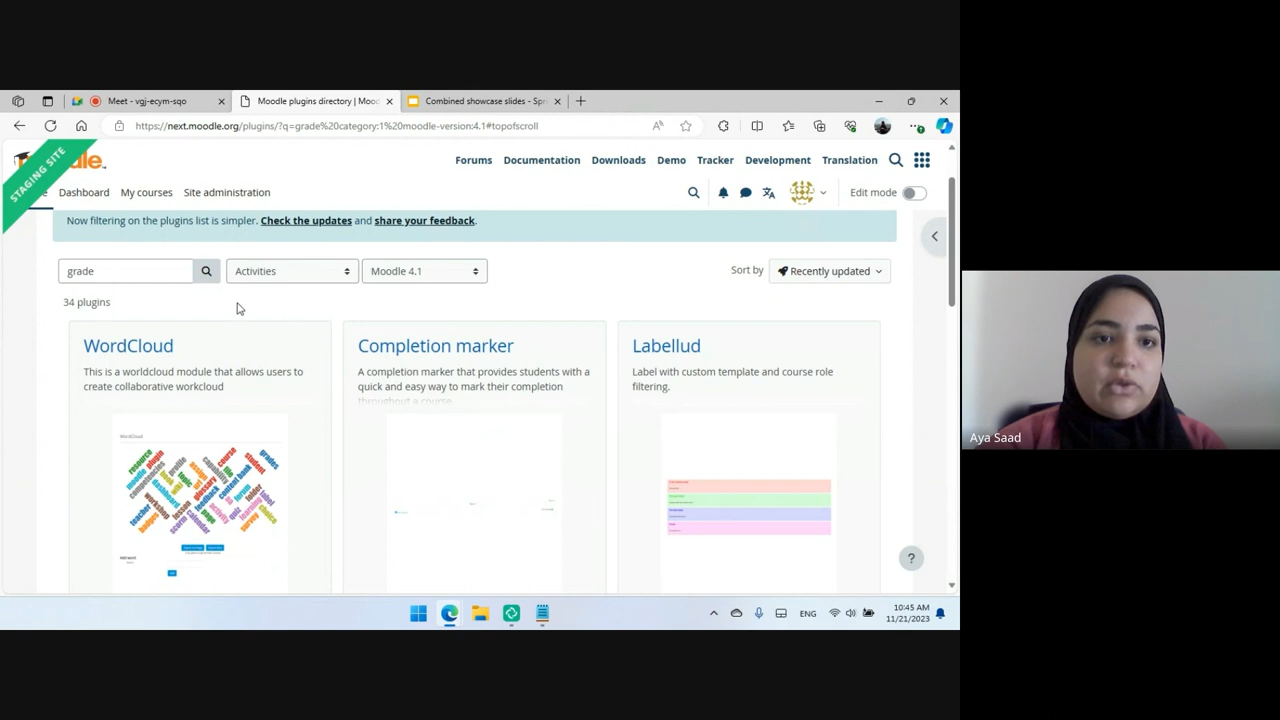 Meet - vgj-ecym-sqo
Moodle plugins directory | Mood
Combined showcase slides - Spri
https://next.moodle.org/plugins/?q=grade%20category:1%20moodle-version:4.1#topofscroll
STAGING SITE
Forums Documentation Downloads Demo Tracker Development Translation
Dashboard My courses Site administration
Edit mode
Now filtering on the plugins list is simpler. Check the updates and share your feedback.
grade
Activities
Moodle 4.1
Sort by
Recently updated
34 plugins
WordCloud
This is a worldcloud module that allows users to
create collaborative workcloud
Completion marker
A completion marker that provides students with a
quick and easy way to mark their completion
throughout a course.
Labellud
Label with custom template and course role
filtering.
WordCloud
?
Aya Saad
ENG
10:45 AM
11/21/2023